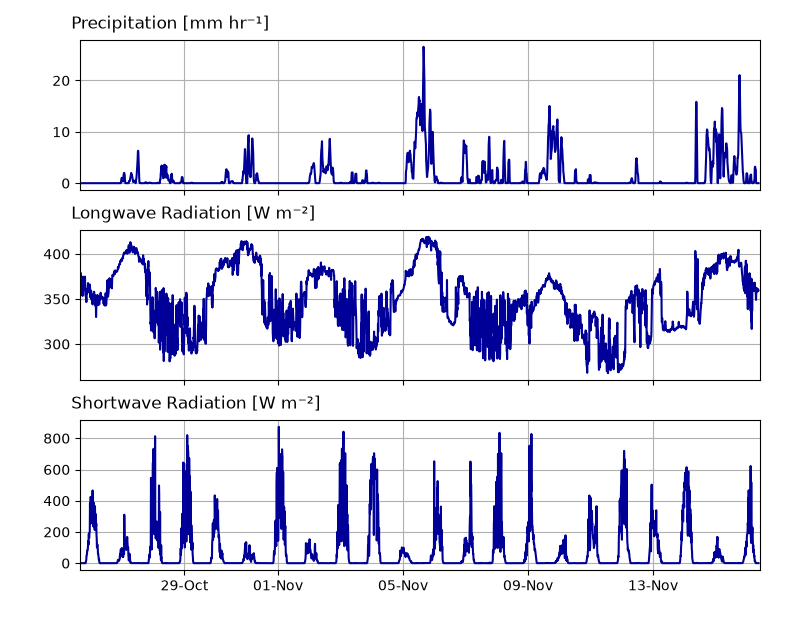 Precipitation [mm hr⁻¹]
20
10
0
Longwave Radiation [W m⁻²]
400
350
300
Shortwave Radiation [W m⁻²]
800
600
400
200
0
29-Oct 01-Nov 05-Nov 09-Nov 13-Nov